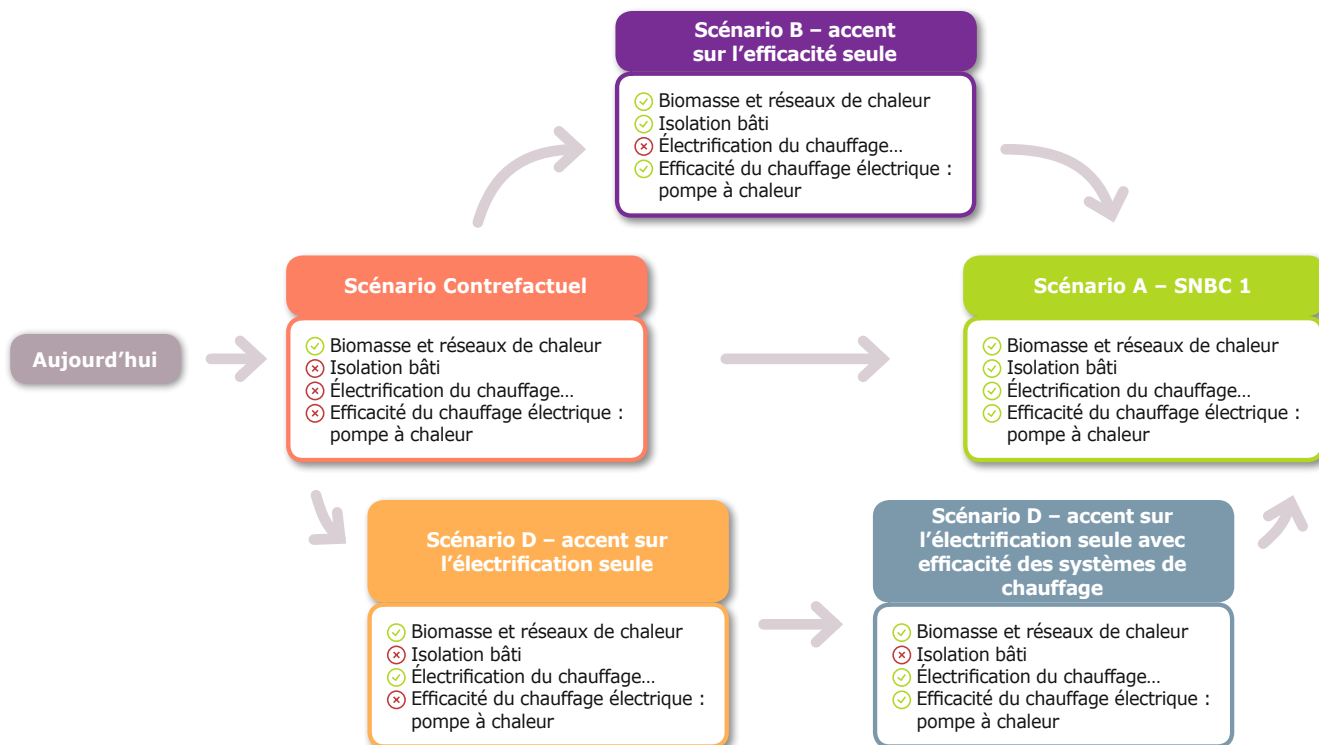 Scénario B – accent
sur l’efficacité seule
Biomasse et réseaux de chaleur
Isolation bâti
Électrification du chauffage…
Efficacité du chauffage électrique :
pompe à chaleur
Aujourd’hui
Scénario Contrefactuel
Biomasse et réseaux de chaleur
Isolation bâti
Électrification du chauffage…
Efficacité du chauffage électrique :
pompe à chaleur
Scénario A – SNBC 1
Biomasse et réseaux de chaleur
Isolation bâti
Électrification du chauffage…
Efficacité du chauffage électrique :
pompe à chaleur
Scénario D – accent sur
l’électrification seule
Biomasse et réseaux de chaleur
Isolation bâti
Électrification du chauffage…
Efficacité du chauffage électrique :
pompe à chaleur
Scénario D – accent sur
l’électrification seule avec
efficacité des systèmes de
chauffage
Biomasse et réseaux de chaleur
Isolation bâti
Électrification du chauffage…
Efficacité du chauffage électrique :
pompe à chaleur